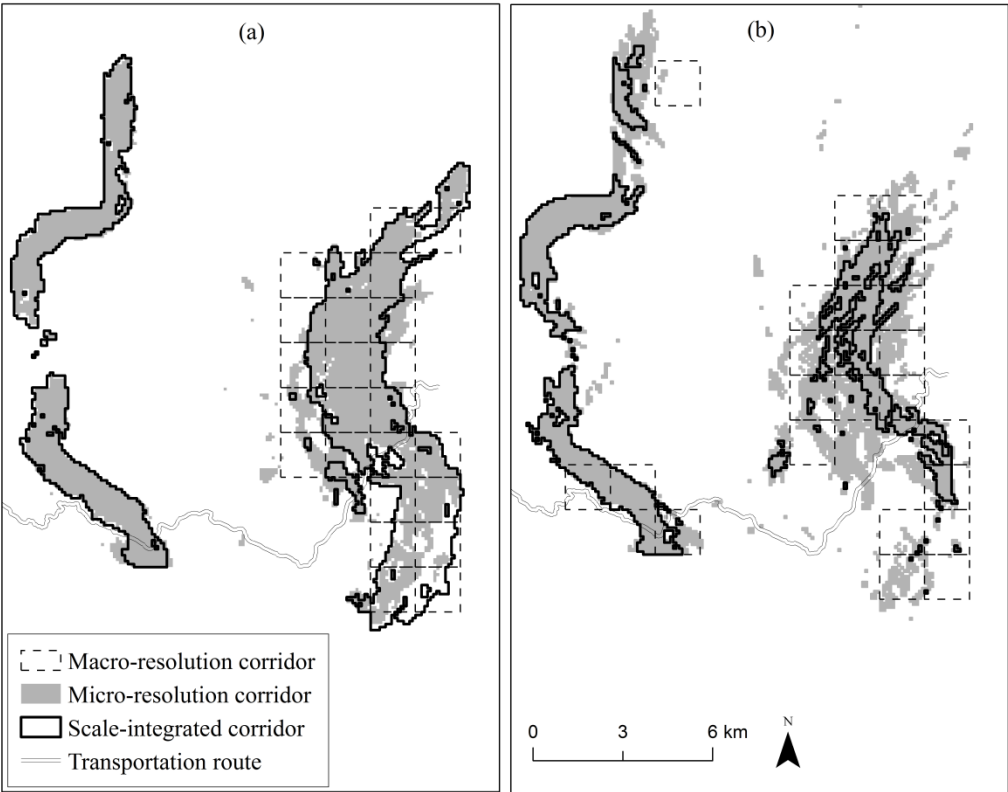 (a)
(b)
Macro-resolution corridor
Micro-resolution corridor
Scale-integrated corridor
Transportation route
0 3 6 km
N